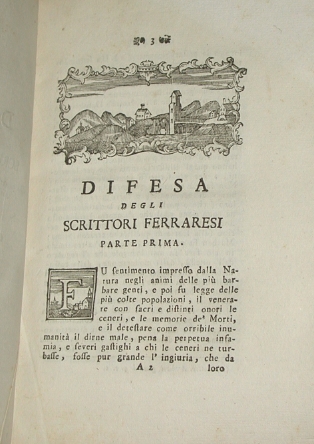 3
DIFESA
DEGLI
SCRITTORI FERRARESI
PARTE PRIMA.
FU sentimento impresso dalla Na-
tura negli animi delle più bar-
bare genti, e poi fu legge delle
più colte popolazioni, il venera-
re con sacri e distinti onori le
ceneri, e le memorie de' Morti,
e il detestare come orribile inu-
manità il dirne male, pena la perpetua infa-
mia, e severi gastighi a chi le ceneri ne tur-
basse, fosse pur grande l'ingiuria, che da
A 2 loro